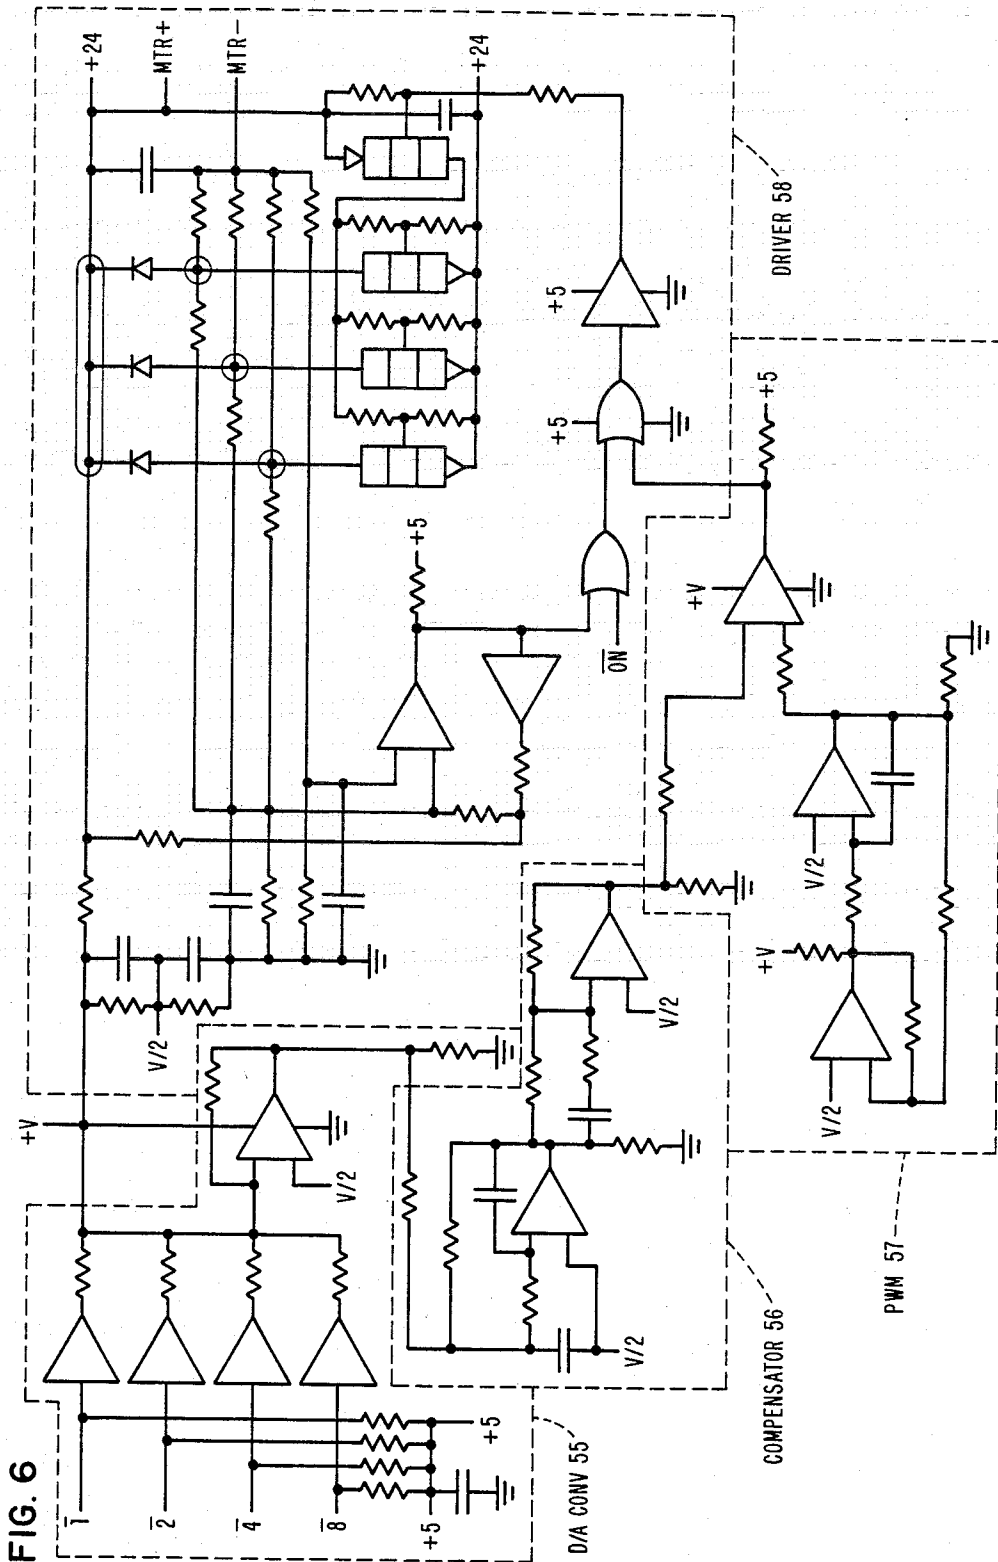 FIG. 6
1̅
2̅
4̅
8̅
+5
+5
D/A CONV 55
+V
V/2
V/2
V/2
V/2
COMPENSATOR 56
+24
MTR+
MTR-
+24
+5
O̅N̅
+5
+5
DRIVER 58
V/2
+V
V/2
+V
+5
PWM 57